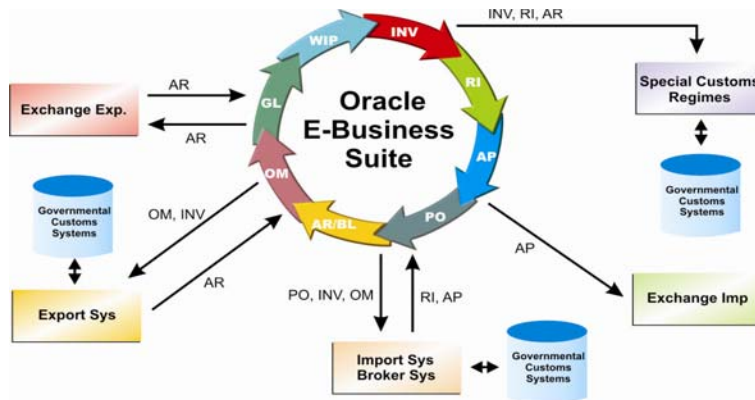 INV, RI, AR
WIP
INV
RI
AP
PO
AR/BL
OM
GL
Oracle
E-Business
Suite
AR
Exchange Exp.
AR
Special Customs
Regimes
Governmental
Customs
Systems
Governmental
Customs
Systems
OM, INV
AR
Export Sys
PO, INV, OM
RI, AP
AP
Exchange Imp
Import Sys
Broker Sys
Governmental
Customs
Systems